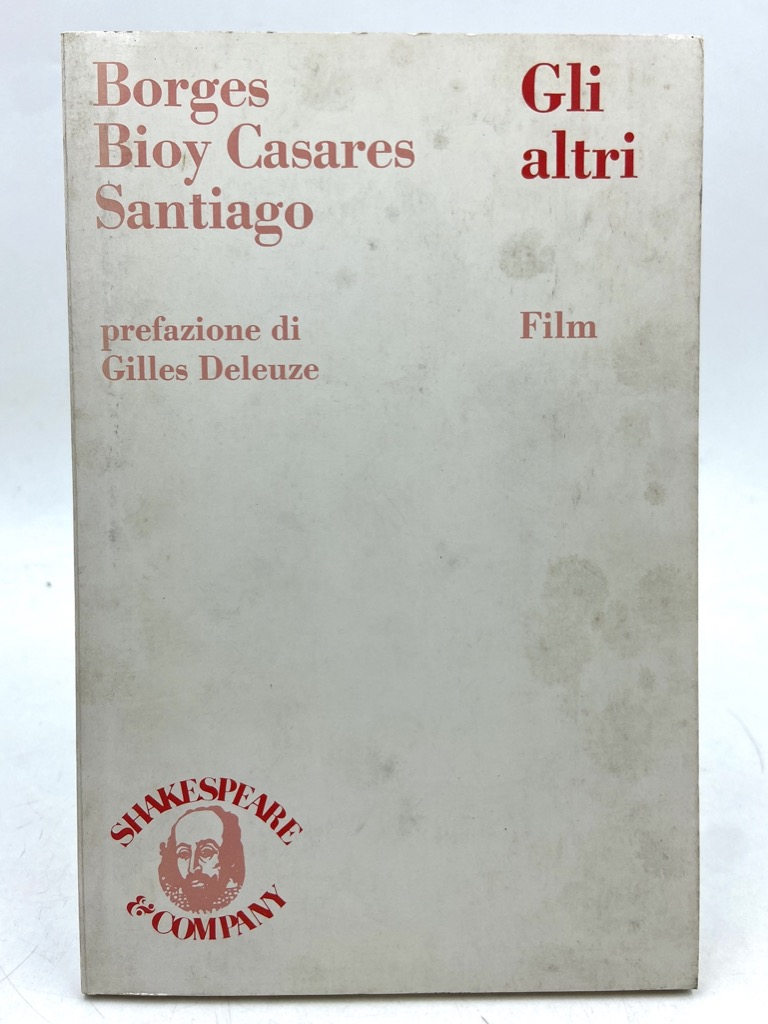 Borges
Bioy Casares
Santiago
Gli
altri
prefazione di
Gilles Deleuze
Film
SHAKESPEARE
& COMPANY